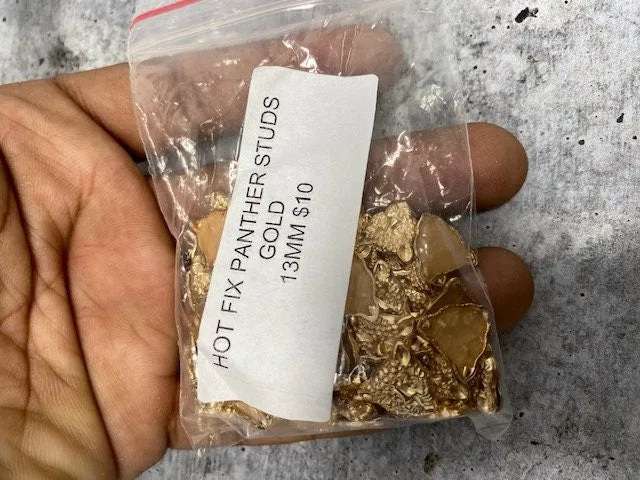 HOT FIX PANTHER STUDS
GOLD
13MM $10